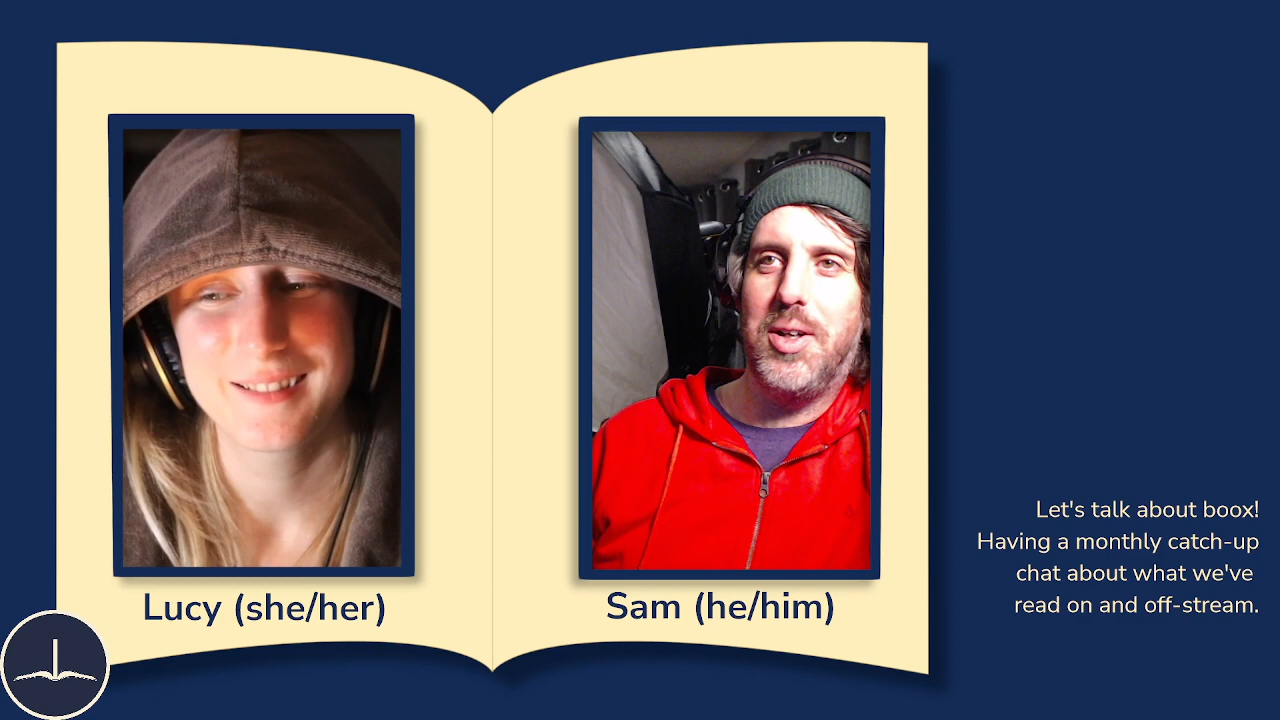 Lucy (she/her)
Sam (he/him)
Let's talk about boox!
Having a monthly catch-up
chat about what we've
read on and off-stream.